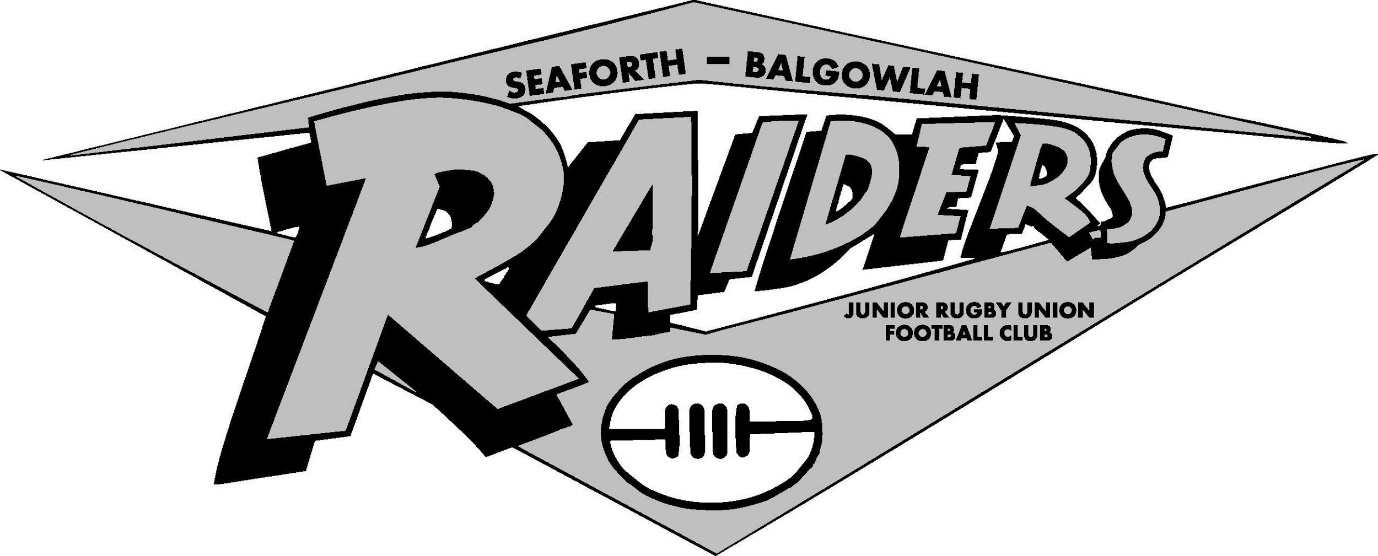 SEAFORTH – BALGOWLAH
RAIDERS
JUNIOR RUGBY UNION
FOOTBALL CLUB